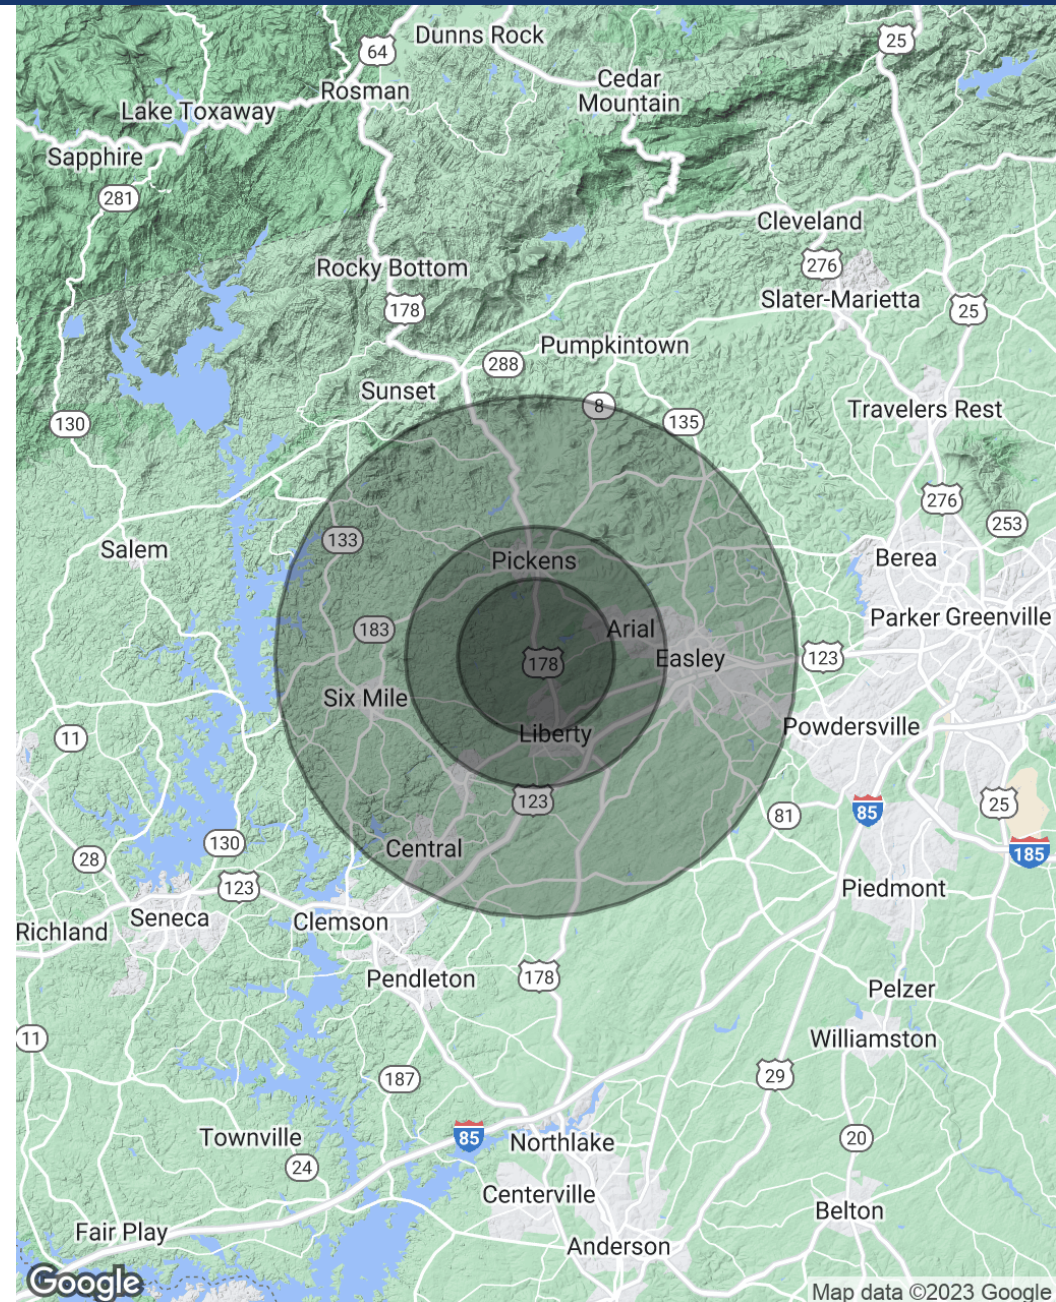 Dunns Rock
25
64
Cedar
Mountain
Rosman
Lake Toxaway
Sapphire
281
Cleveland
276
Rocky Bottom
Slater-Marietta
178
25
Pumpkintown
288
Sunset
8
Travelers Rest
130
135
276
253
133
Salem
Pickens
Berea
Parker
Greenville
183
Arial
Easley
123
178
Six Mile
Powdersville
Liberty
11
123
25
85
81
Central
130
185
28
123
Piedmont
Seneca
Clemson
Richland
Pendleton
178
Pelzer
11
Williamston
187
29
Townville
85
Northlake
20
24
Centerville
Belton
Fair Play
Anderson
Google
Map data ©2023 Google